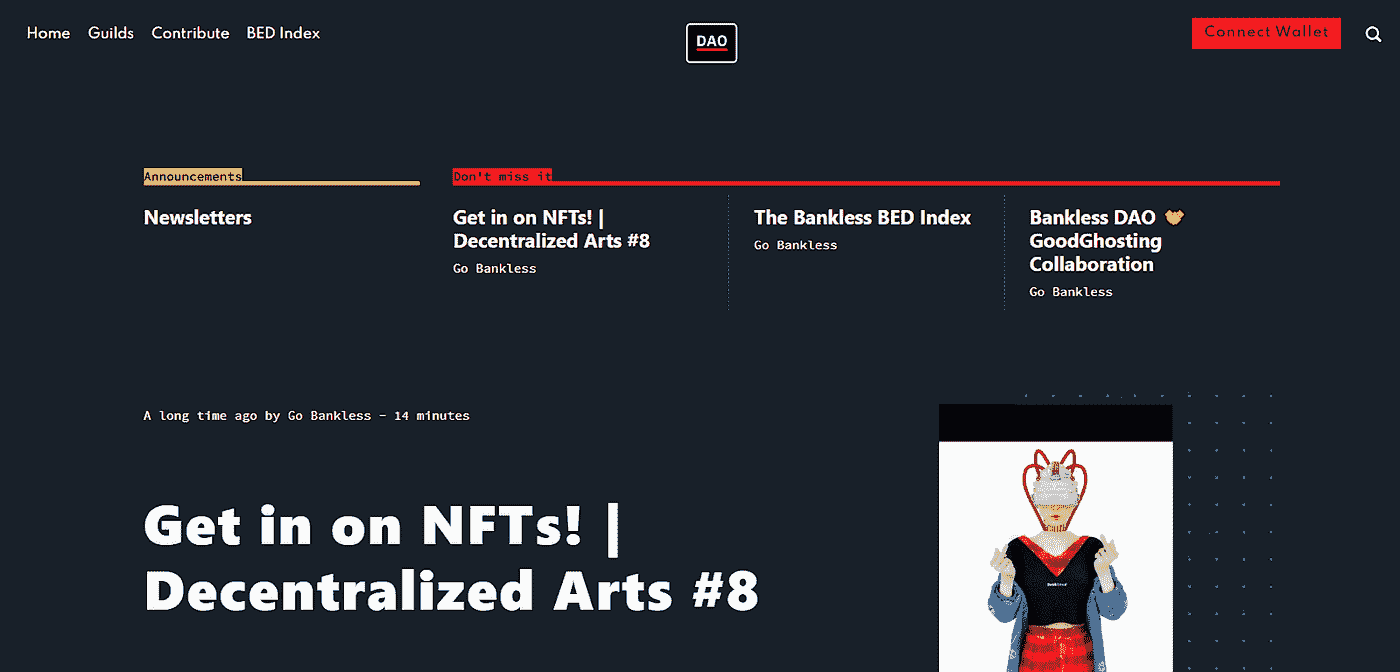 Home Guilds Contribute BED Index
DAO
Connect Wallet
Announcements
Newsletters
Don't miss it
Get in on NFTs! |
Decentralized Arts #8
Go Bankless
The Bankless BED Index
Go Bankless
Bankless DAO
GoodGhosting
Collaboration
Go Bankless
A long time ago by Go Bankless - 14 minutes
Get in on NFTs! |
Decentralized Arts #8